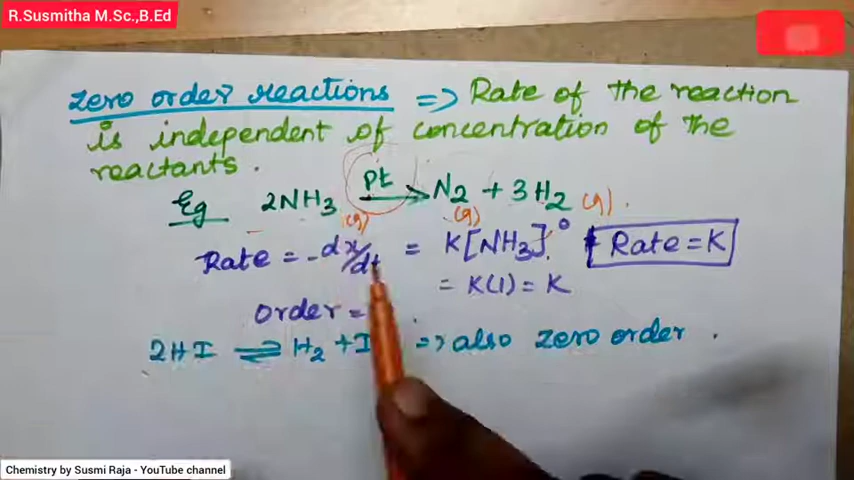 R.Susmitha M.Sc.,B.Ed
zero order reactions => Rate of the reaction
is independent of concentration of the
reactants.
Eg 2NH3 (g) Pt → N2 (g) + 3H2 (g).
Rate = -dx/dt = K[NH3]⁰ Rate = K
= K(1) = K
order =
2HI ⇌ H2 + I => also zero order.
Chemistry by Susmi Raja - YouTube channel